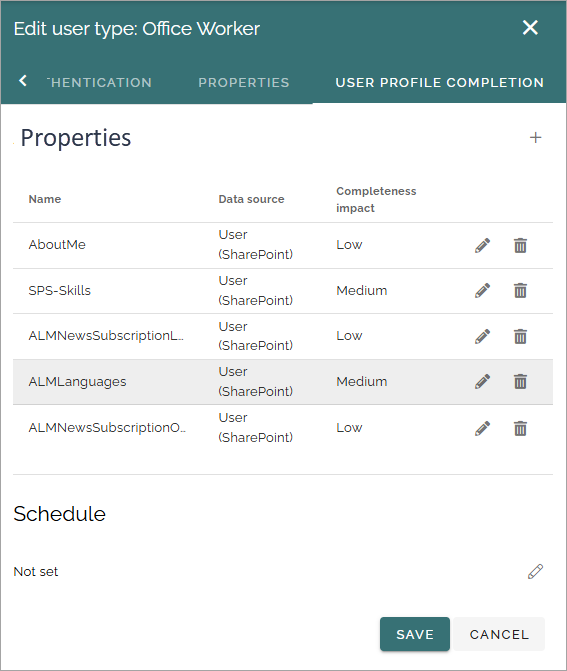 Edit user type: Office Worker
HENTICATION PROPERTIES USER PROFILE COMPLETION
Properties
Name Data source Completeness
impact
AboutMe User
(SharePoint) Low
SPS-Skills User
(SharePoint) Medium
ALMNewsSubscriptionL... User
(SharePoint) Low
ALMLanguages User
(SharePoint) Medium
ALMNewsSubscriptionO... User
(SharePoint) Low
Schedule
Not set
SAVE CANCEL